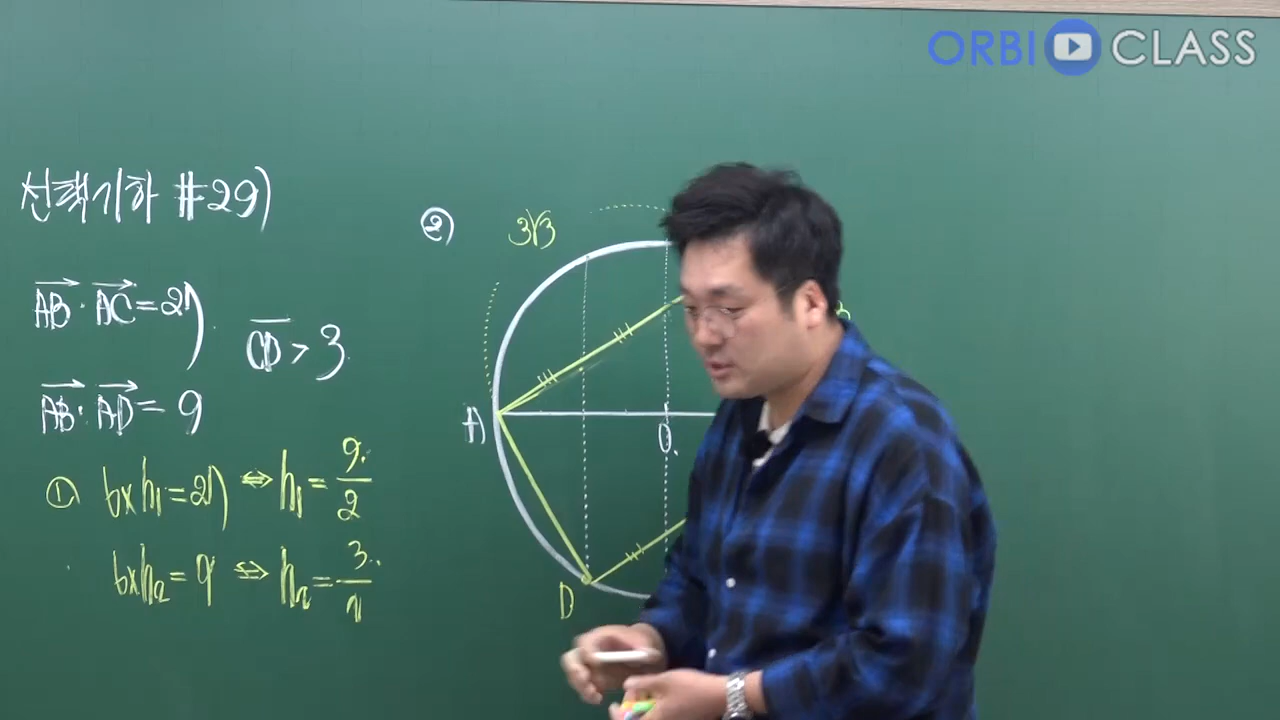 ORBI CLASS
선택기하 #29)
AB · AC = 27
CD > 3
AB · AD = 9
① 6×h₁ = 27 ⇔ h₁ = 9/2
6×h₂ = 9 ⇔ h₂ = 3/2
②
3√3
A
O
D